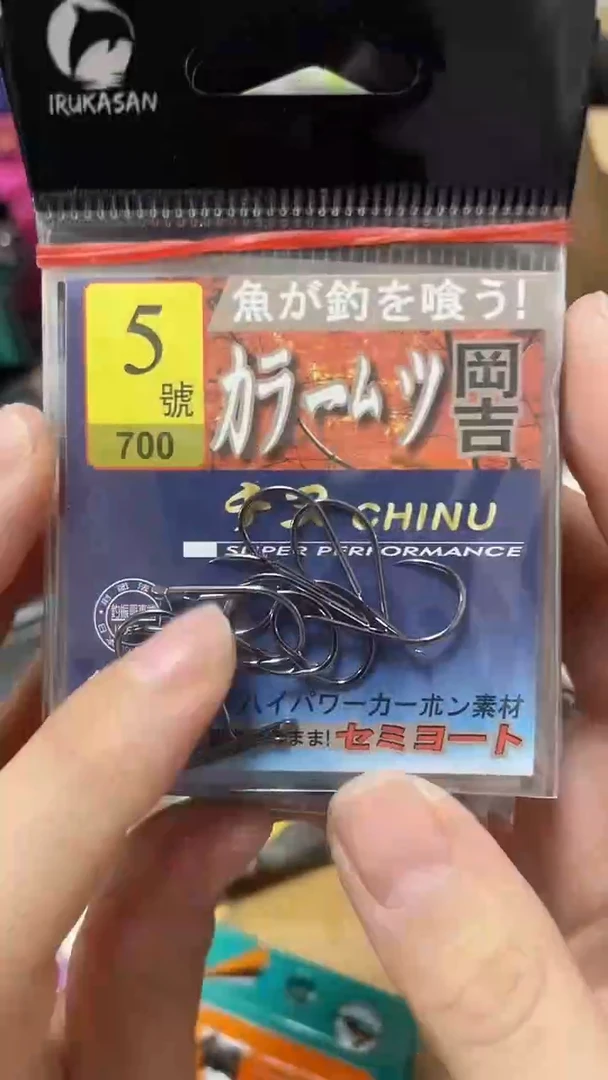 IRUKASAN
5
號
700
魚が釣を喰う!
カラームツ
岡吉
チヌ CHINU
SUPER PERFORMANCE
ハイパワーカーボン素材
まま! セミヨート